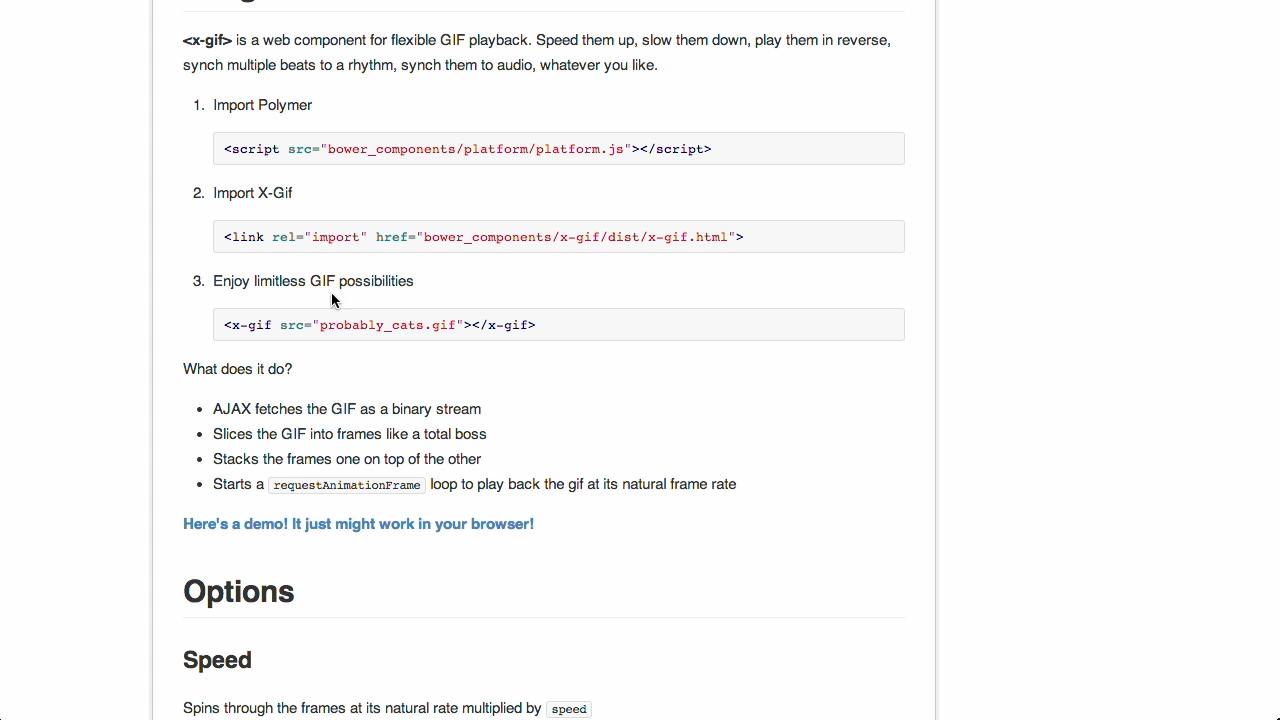 <x-gif> is a web component for flexible GIF playback. Speed them up, slow them down, play them in reverse,
synch multiple beats to a rhythm, synch them to audio, whatever you like.
1. Import Polymer
<script src="bower_components/platform/platform.js"></script>
2. Import X-Gif
<link rel="import" href="bower_components/x-gif/dist/x-gif.html">
3. Enjoy limitless GIF possibilities
<x-gif src="probably_cats.gif"></x-gif>
What does it do?
• AJAX fetches the GIF as a binary stream
• Slices the GIF into frames like a total boss
• Stacks the frames one on top of the other
• Starts a requestAnimationFrame loop to play back the gif at its natural frame rate
Here's a demo! It just might work in your browser!
Options
Speed
Spins through the frames at its natural rate multiplied by speed